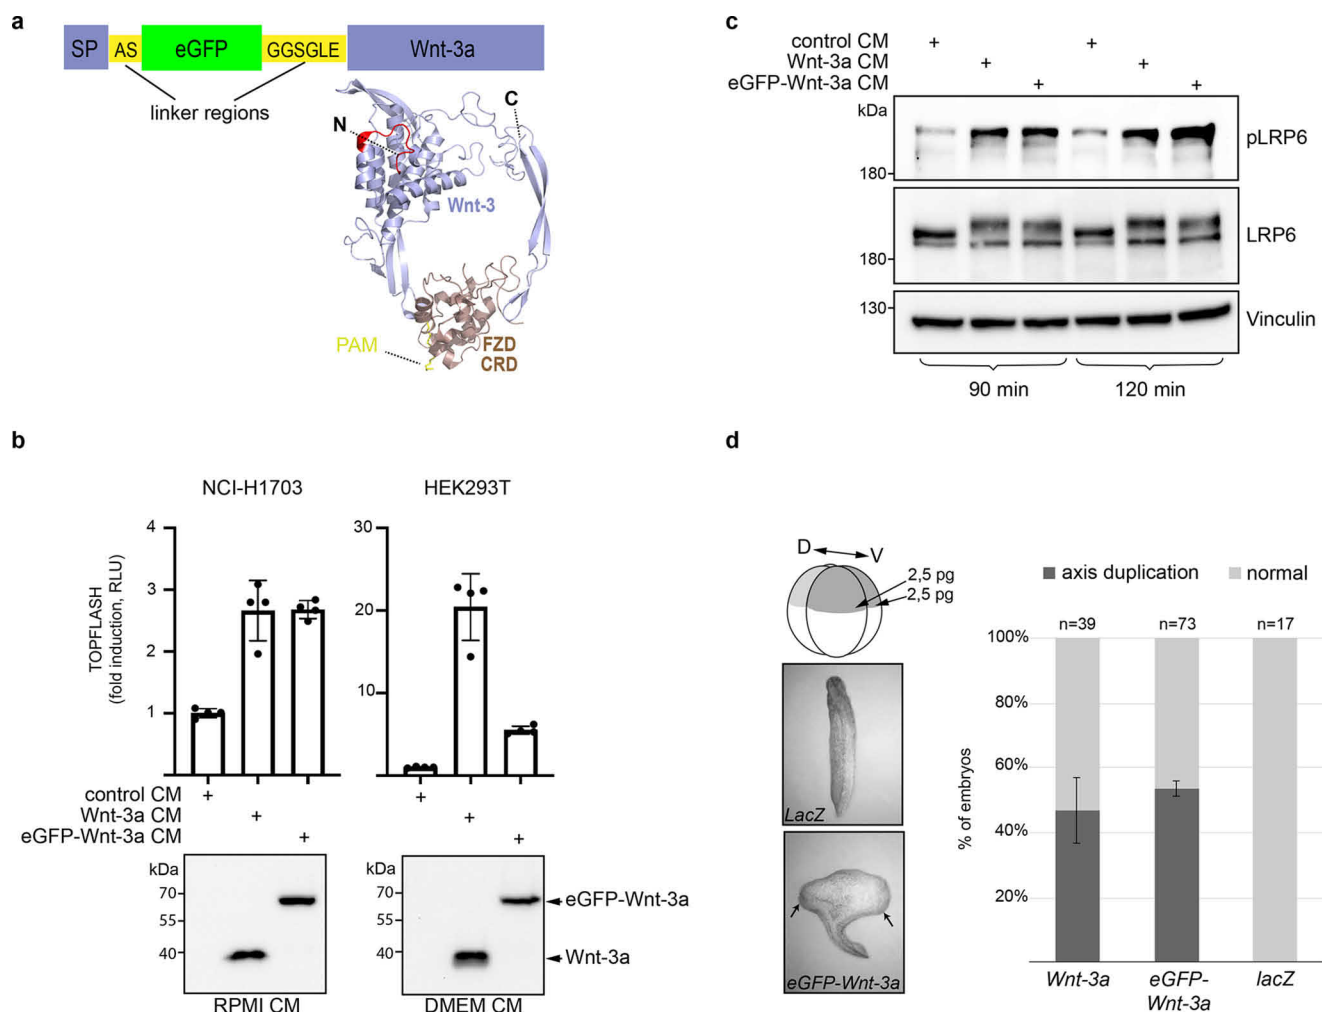 a
SP AS eGFP GGSGLE Wnt-3a
linker regions
N
C
Wnt-3
PAM
FZD
CRD
b
NCI-H1703
HEK293T
TOPFLASH
(fold induction, RLU)
4
3
2
1
30
20
10
control CM + +
Wnt-3a CM + +
eGFP-Wnt-3a CM + +
kDa
70
55
40
RPMI CM
kDa
70
55
40
DMEM CM
eGFP-Wnt-3a
Wnt-3a
c
control CM + +
Wnt-3a CM + +
eGFP-Wnt-3a CM + +
kDa
pLRP6
180
LRP6
180
130
Vinculin
90 min
120 min
d
D V
2,5 pg
2,5 pg
LacZ
eGFP-Wnt-3a
axis duplication normal
n=39 n=73 n=17
% of embryos
100%
80%
60%
40%
20%
Wnt-3a
eGFP-
Wnt-3a
lacZ